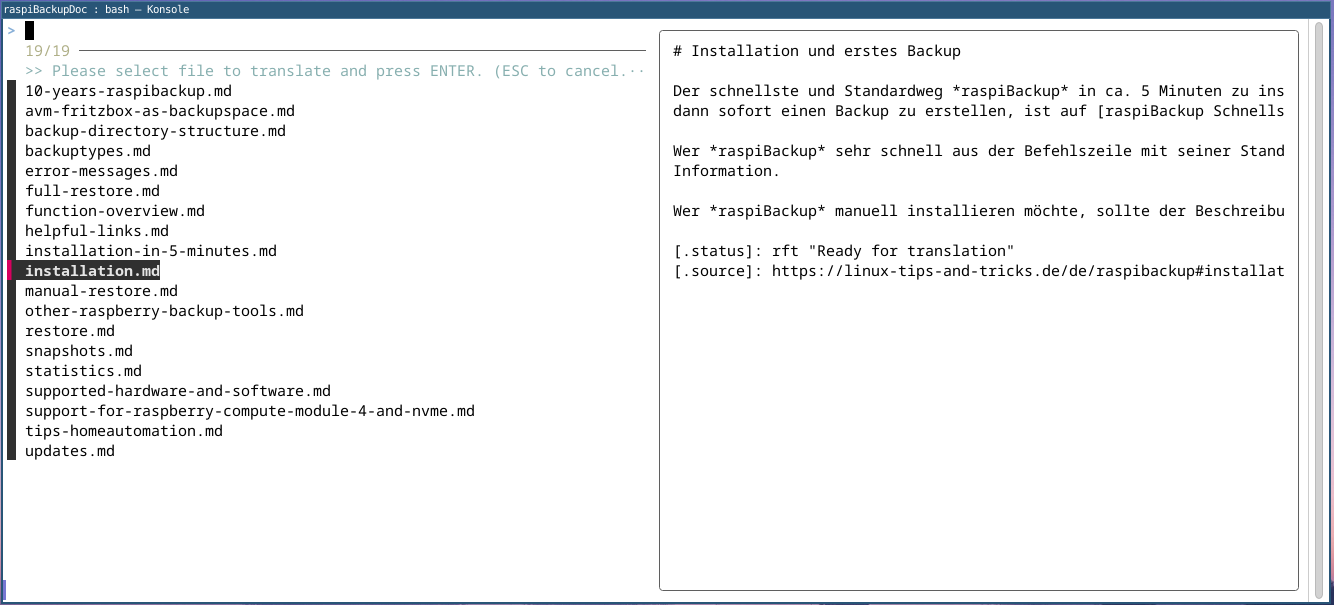 raspiBackupDoc : bash — Konsole
>
19/19
>> Please select file to translate and press ENTER. (ESC to cancel.··
10-years-raspibackup.md
avm-fritzbox-as-backupspace.md
backup-directory-structure.md
backuptypes.md
error-messages.md
full-restore.md
function-overview.md
helpful-links.md
installation-in-5-minutes.md
installation.md
manual-restore.md
other-raspberry-backup-tools.md
restore.md
snapshots.md
statistics.md
supported-hardware-and-software.md
support-for-raspberry-compute-module-4-and-nvme.md
tips-homeautomation.md
updates.md
# Installation und erstes Backup
Der schnellste und Standardweg *raspiBackup* in ca. 5 Minuten zu ins
dann sofort einen Backup zu erstellen, ist auf [raspiBackup Schnells
Wer *raspiBackup* sehr schnell aus der Befehlszeile mit seiner Stand
Information.
Wer *raspiBackup* manuell installieren möchte, sollte der Beschreibu
[.status]: rft "Ready for translation"
[.source]: https://linux-tips-and-tricks.de/de/raspibackup#installat